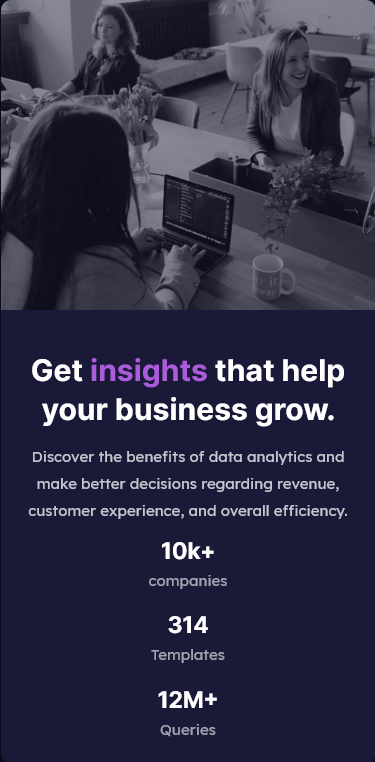 Get insights that help
your business grow.
Discover the benefits of data analytics and
make better decisions regarding revenue,
customer experience, and overall efficiency.
10k+
companies
314
Templates
12M+
Queries